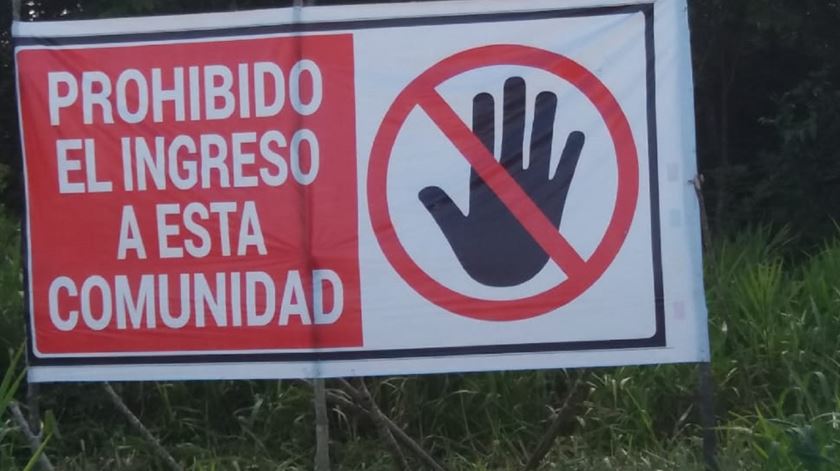 PROHIBIDO
EL INGRESO
A ESTA
COMUNIDAD